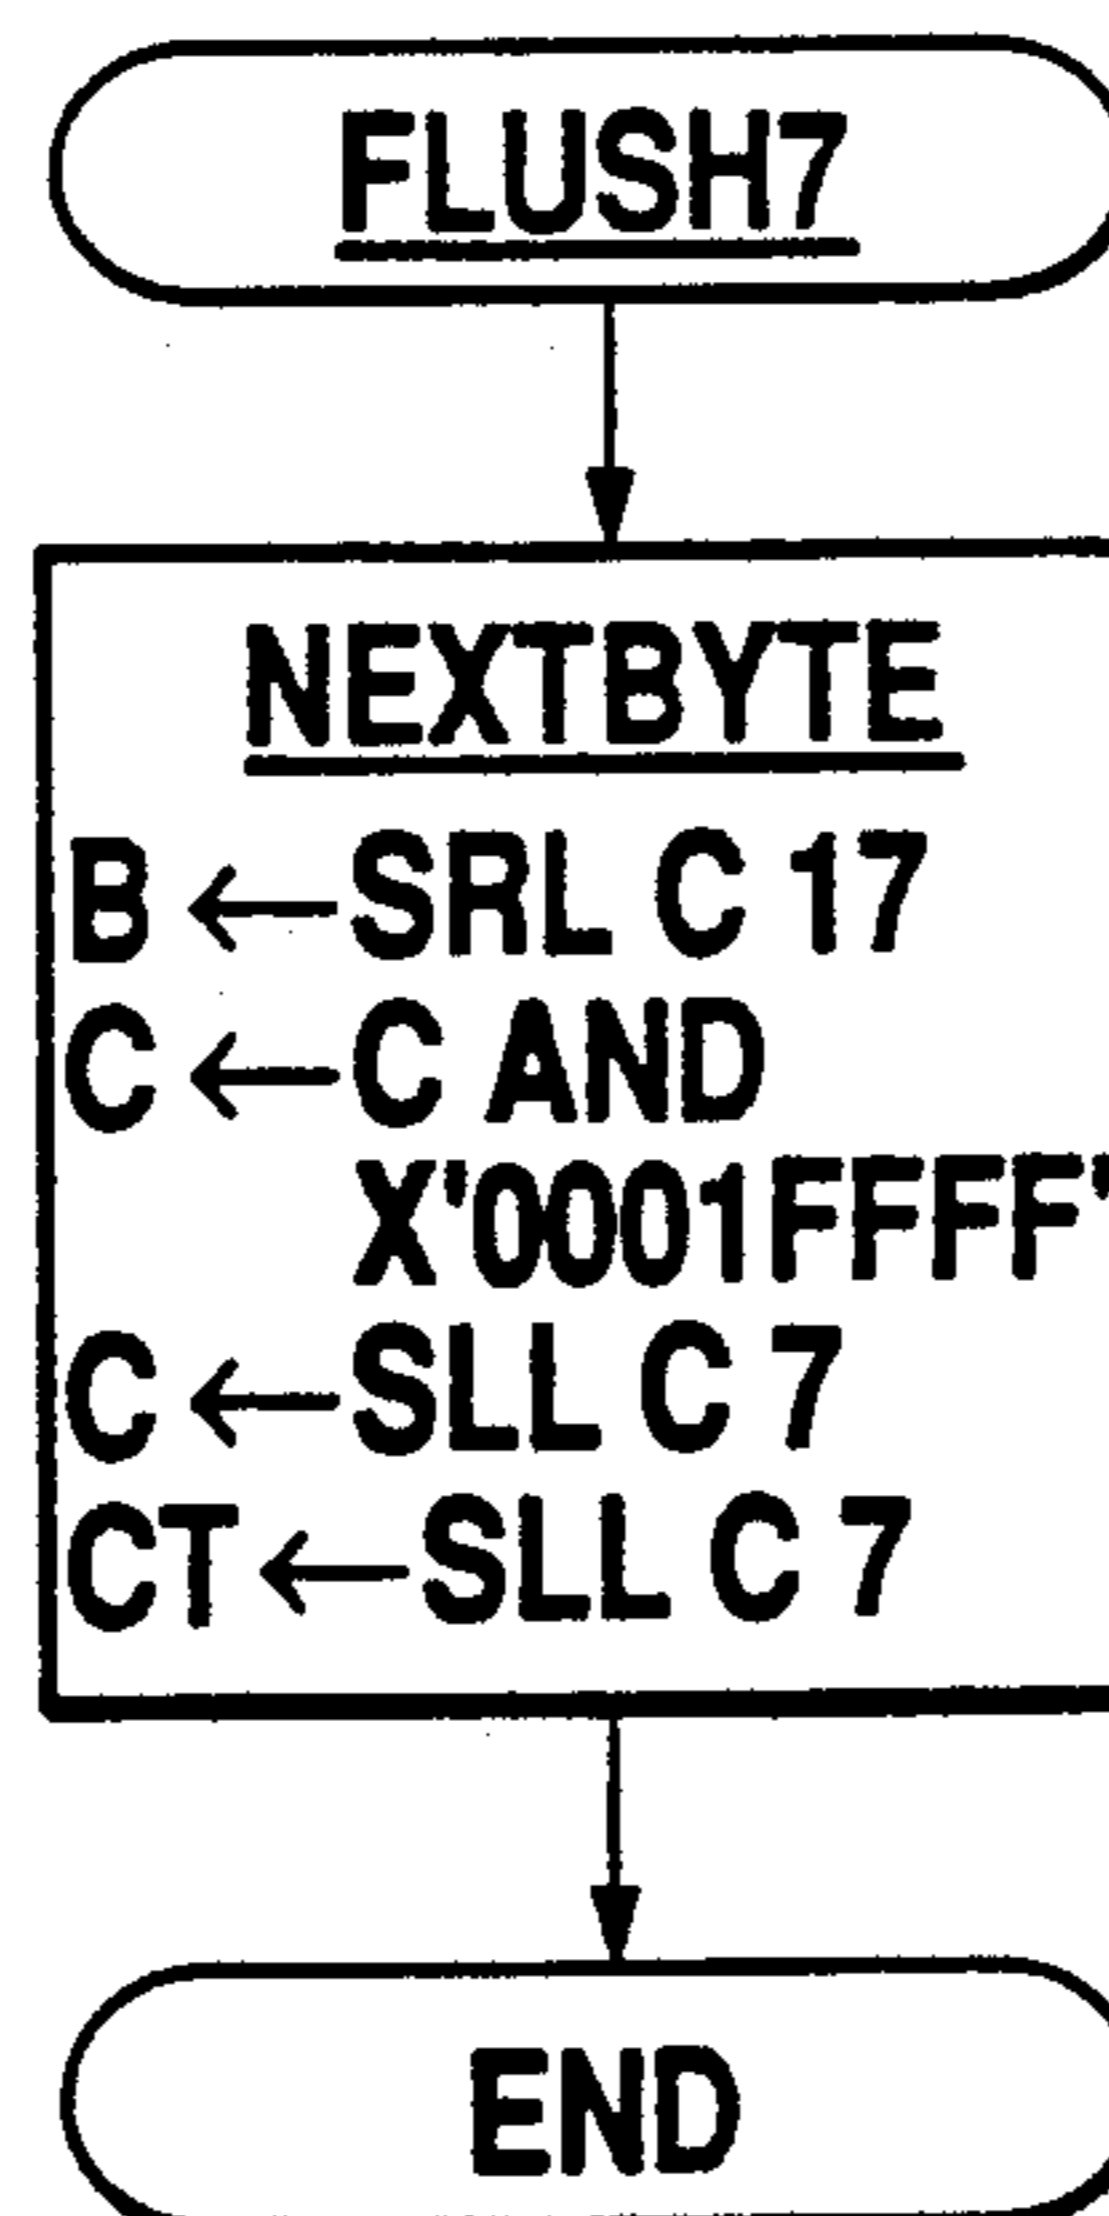 FLUSH7
NEXTBYTE
B ← SRL C 17
C ← C AND
X'0001FFFF'
C ← SLL C 7
CT ← SLL C 7
END